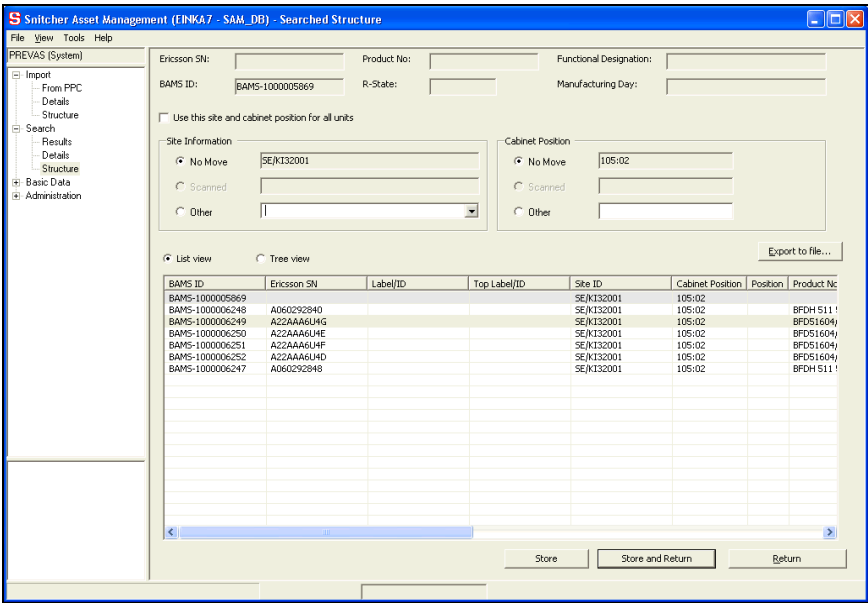 Snitcher Asset Management (EINKA7 - SAM_DB) - Searched Structure
File View Tools Help
PREVAS (System)
Import
From PPC
Details
Structure
Search
Results
Details
Structure
Basic Data
Administration
Ericsson SN: Product No: Functional Designation:
BAMS ID: BAMS-1000005869 R-State: Manufacturing Day:
Use this site and cabinet position for all units
Site Information Cabinet Position
No Move SE/KI32001 No Move 105:02
Scanned Scanned
Other Other
Export to file...
List view Tree view
BAMS ID Ericsson SN Label/ID Top Label/ID Site ID Cabinet Position Position Product No
BAMS-1000005869 SE/KI32001 105:02
BAMS-1000006248 A060292840 SE/KI32001 105:02 BFDH 511 5
BAMS-1000006249 A22AAA6U4G SE/KI32001 105:02 BFD51604/
BAMS-1000006250 A22AAA6U4E SE/KI32001 105:02 BFD51604/
BAMS-1000006251 A22AAA6U4F SE/KI32001 105:02 BFD51604/
BAMS-1000006252 A22AAA6U4D SE/KI32001 105:02 BFD51604/
BAMS-1000006247 A060292848 SE/KI32001 105:02 BFDH 511 5
Store Store and Return Return